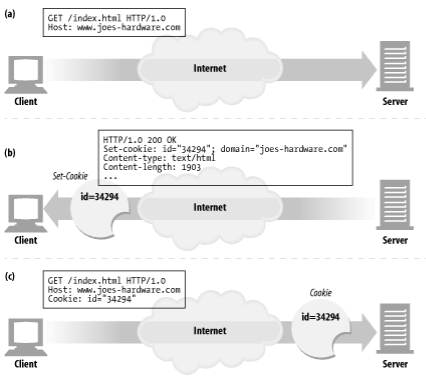 (a)
GET /index.html HTTP/1.0
Host: www.joes-hardware.com
Internet
Client
Server
(b)
HTTP/1.0 200 OK
Set-cookie: id="34294"; domain="joes-hardware.com"
Content-type: text/html
Content-length: 1903
...
Set-Cookie
id=34294
Internet
Client
Server
(c)
GET /index.html HTTP/1.0
Host: www.joes-hardware.com
Cookie: id="34294"
Cookie
id=34294
Internet
Client
Server